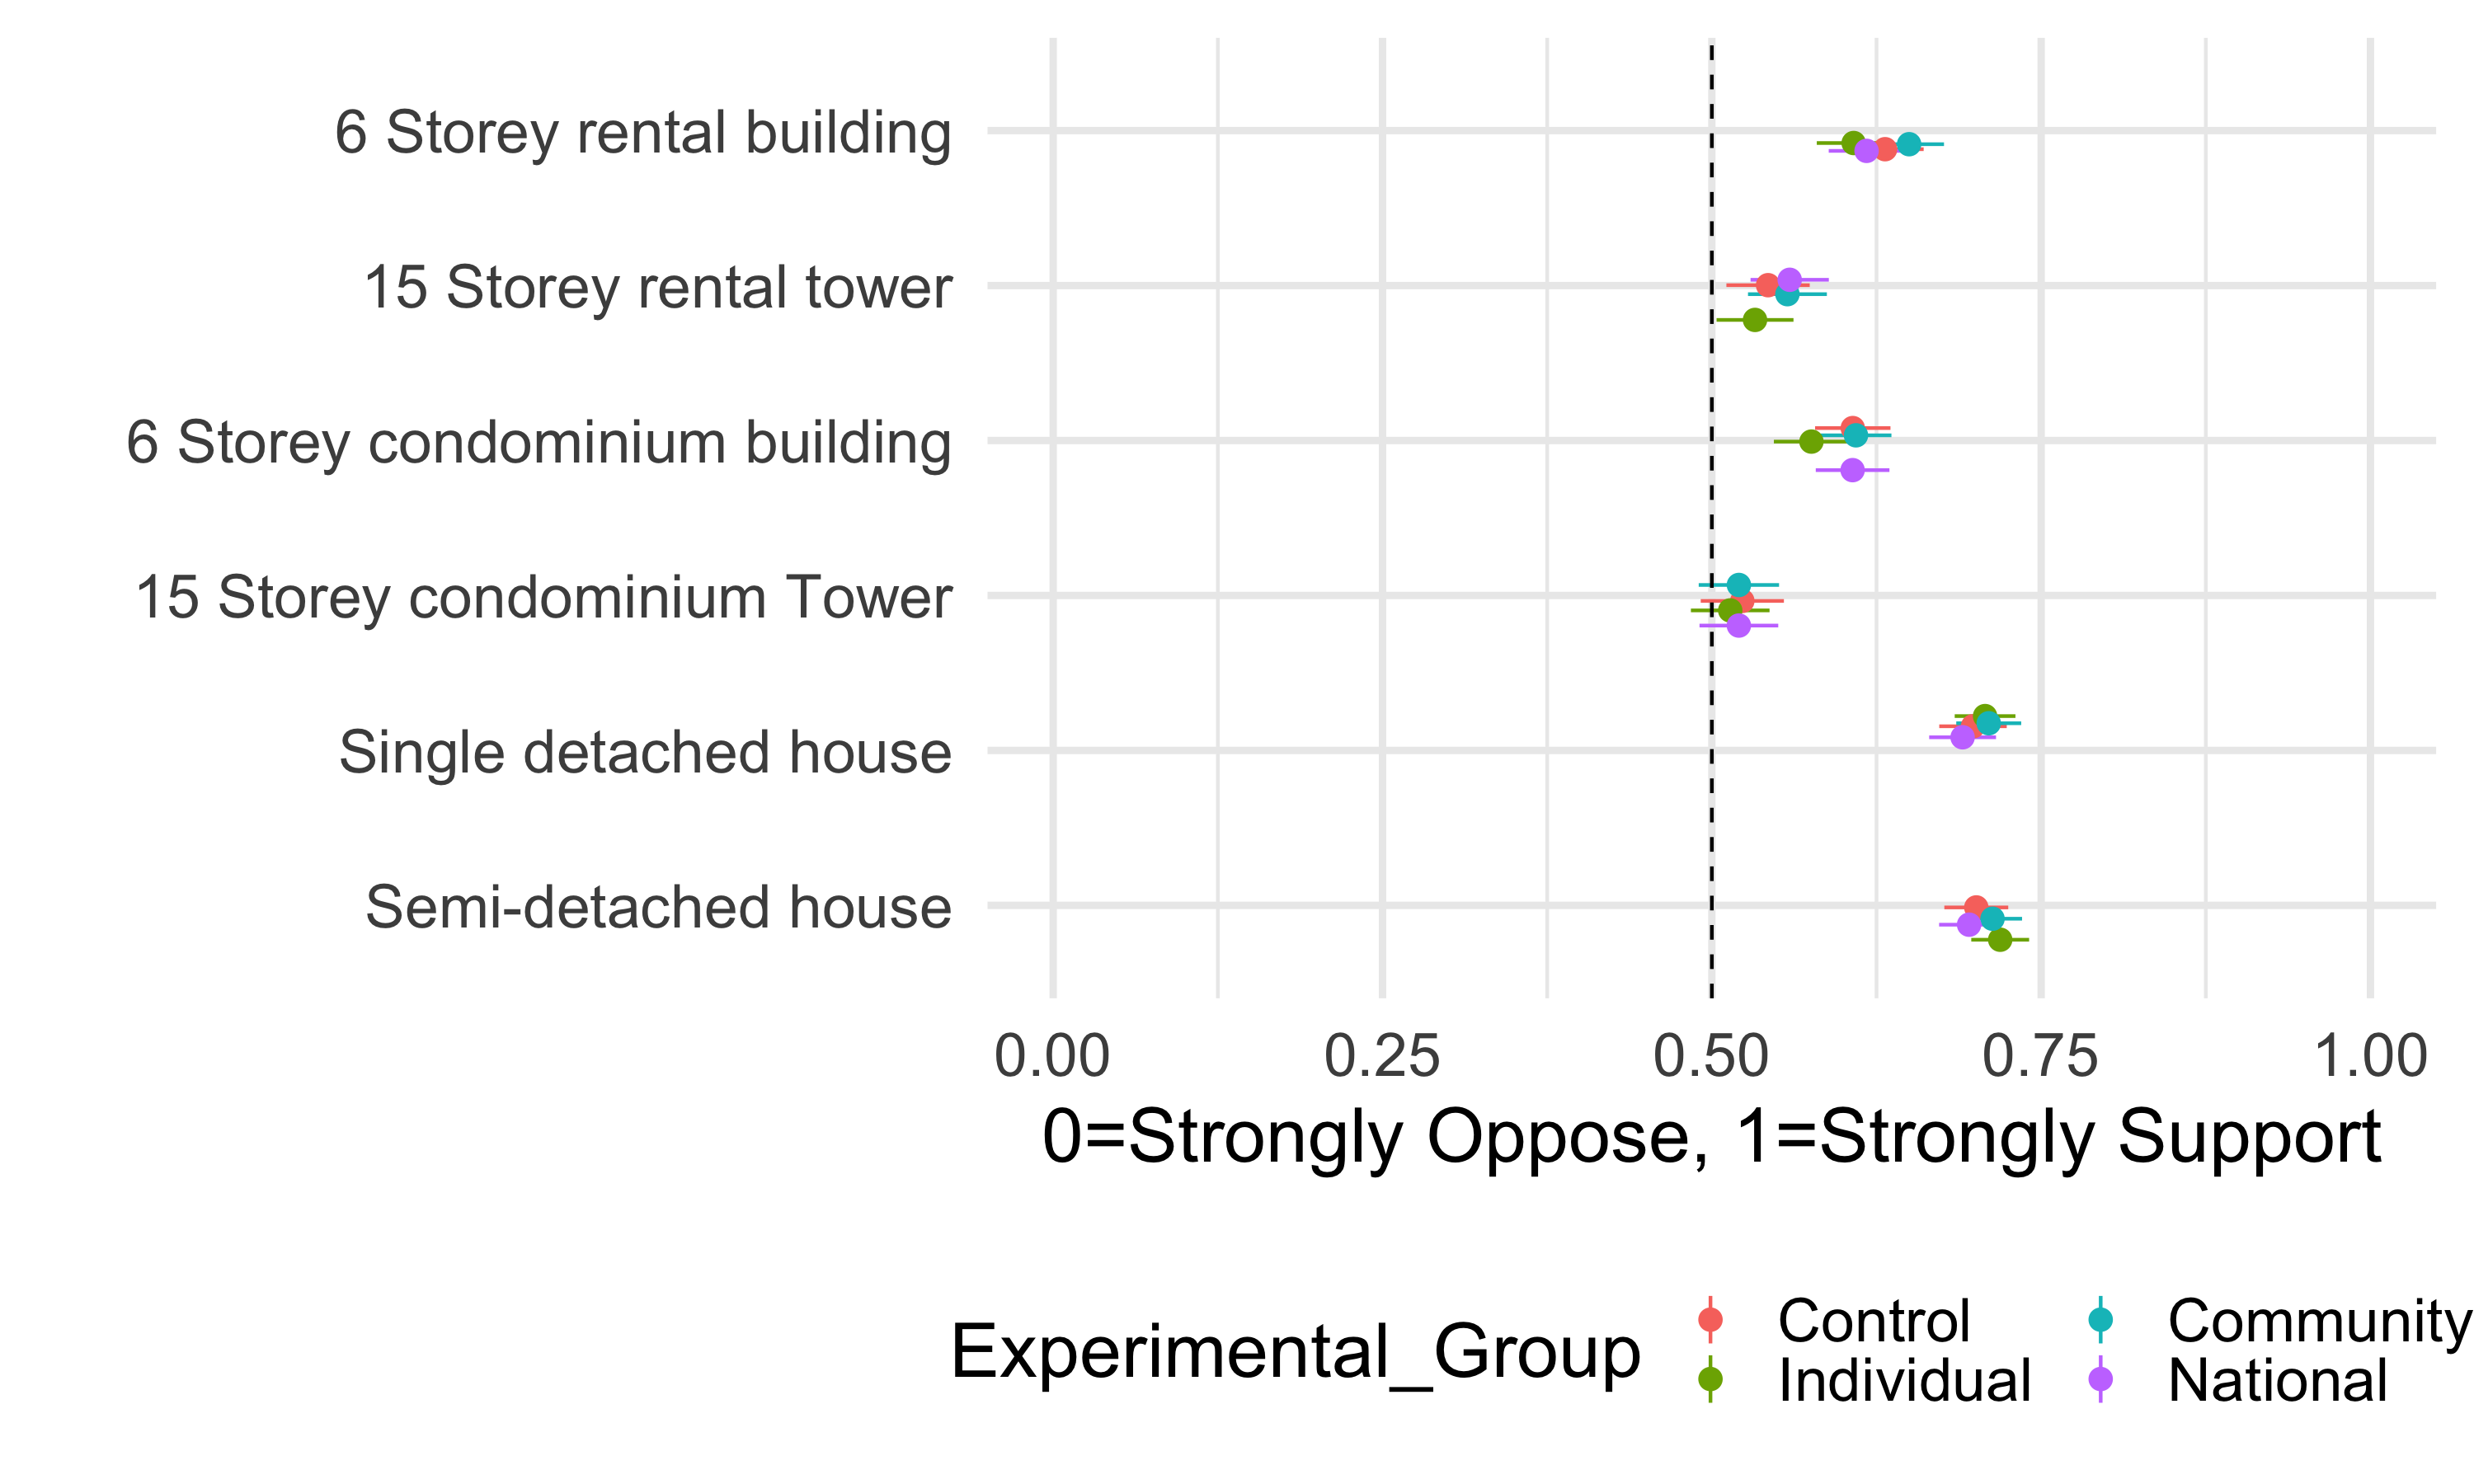 6 Storey rental building
15 Storey rental tower
6 Storey condominium building
15 Storey condominium Tower
Single detached house
Semi-detached house
0.00 0.25 0.50 0.75 1.00
0=Strongly Oppose, 1=Strongly Support
Experimental_Group
Control Community
Individual National